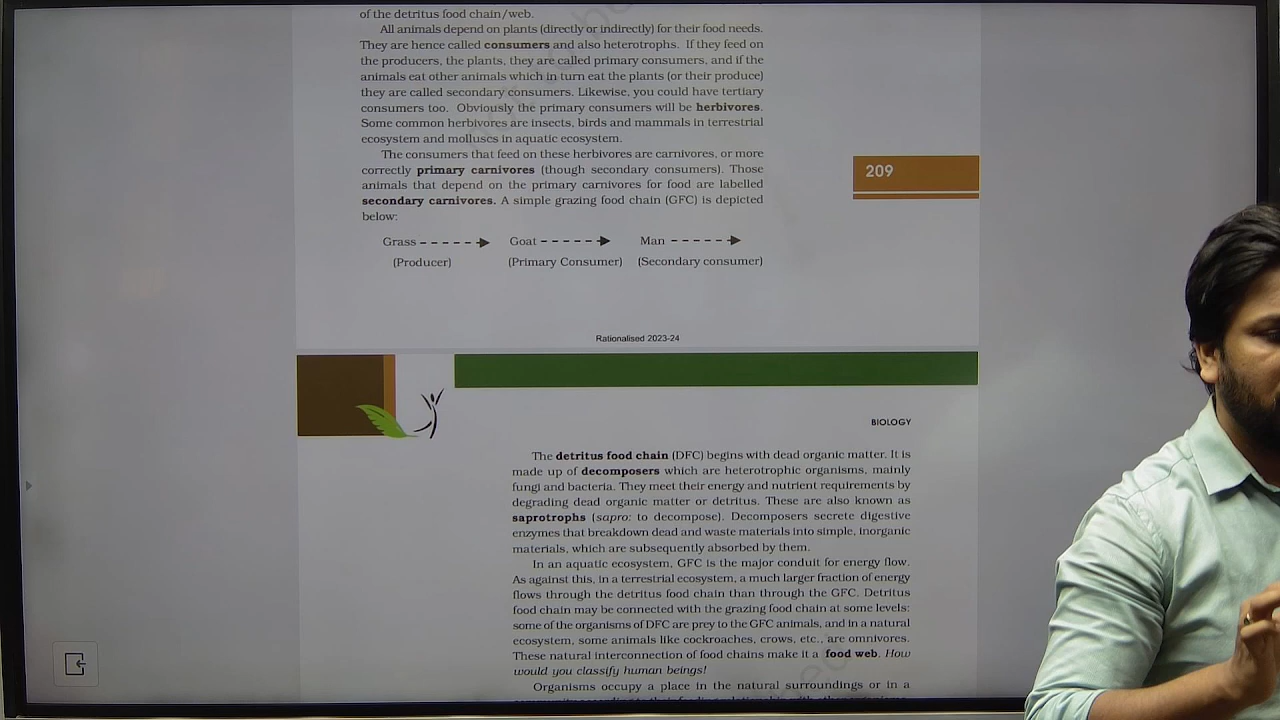 of the detritus food chain/web.
All animals depend on plants (directly or indirectly) for their food needs.
They are hence called consumers and also heterotrophs. If they feed on
the producers, the plants, they are called primary consumers, and if the
animals eat other animals which in turn eat the plants (or their produce)
they are called secondary consumers. Likewise, you could have tertiary
consumers too. Obviously the primary consumers will be herbivores.
Some common herbivores are insects, birds and mammals in terrestrial
ecosystem and molluscs in aquatic ecosystem.
The consumers that feed on these herbivores are carnivores, or more
correctly primary carnivores (though secondary consumers). Those
animals that depend on the primary carnivores for food are labelled
secondary carnivores. A simple grazing food chain (GFC) is depicted
below:
209
Grass Goat Man
(Producer) (Primary Consumer) (Secondary consumer)
Rationalised 2023-24
BIOLOGY
The detritus food chain (DFC) begins with dead organic matter. It is
made up of decomposers which are heterotrophic organisms, mainly
fungi and bacteria. They meet their energy and nutrient requirements by
degrading dead organic matter or detritus. These are also known as
saprotrophs (sapro: to decompose). Decomposers secrete digestive
enzymes that breakdown dead and waste materials into simple, inorganic
materials, which are subsequently absorbed by them.
In an aquatic ecosystem, GFC is the major conduit for energy flow.
As against this, in a terrestrial ecosystem, a much larger fraction of energy
flows through the detritus food chain than through the GFC. Detritus
food chain may be connected with the grazing food chain at some levels:
some of the organisms of DFC are prey to the GFC animals, and in a natural
ecosystem, some animals like cockroaches, crows, etc., are omnivores.
These natural interconnection of food chains make it a food web. How
would you classify human beings!
Organisms occupy a place in the natural surroundings or in a